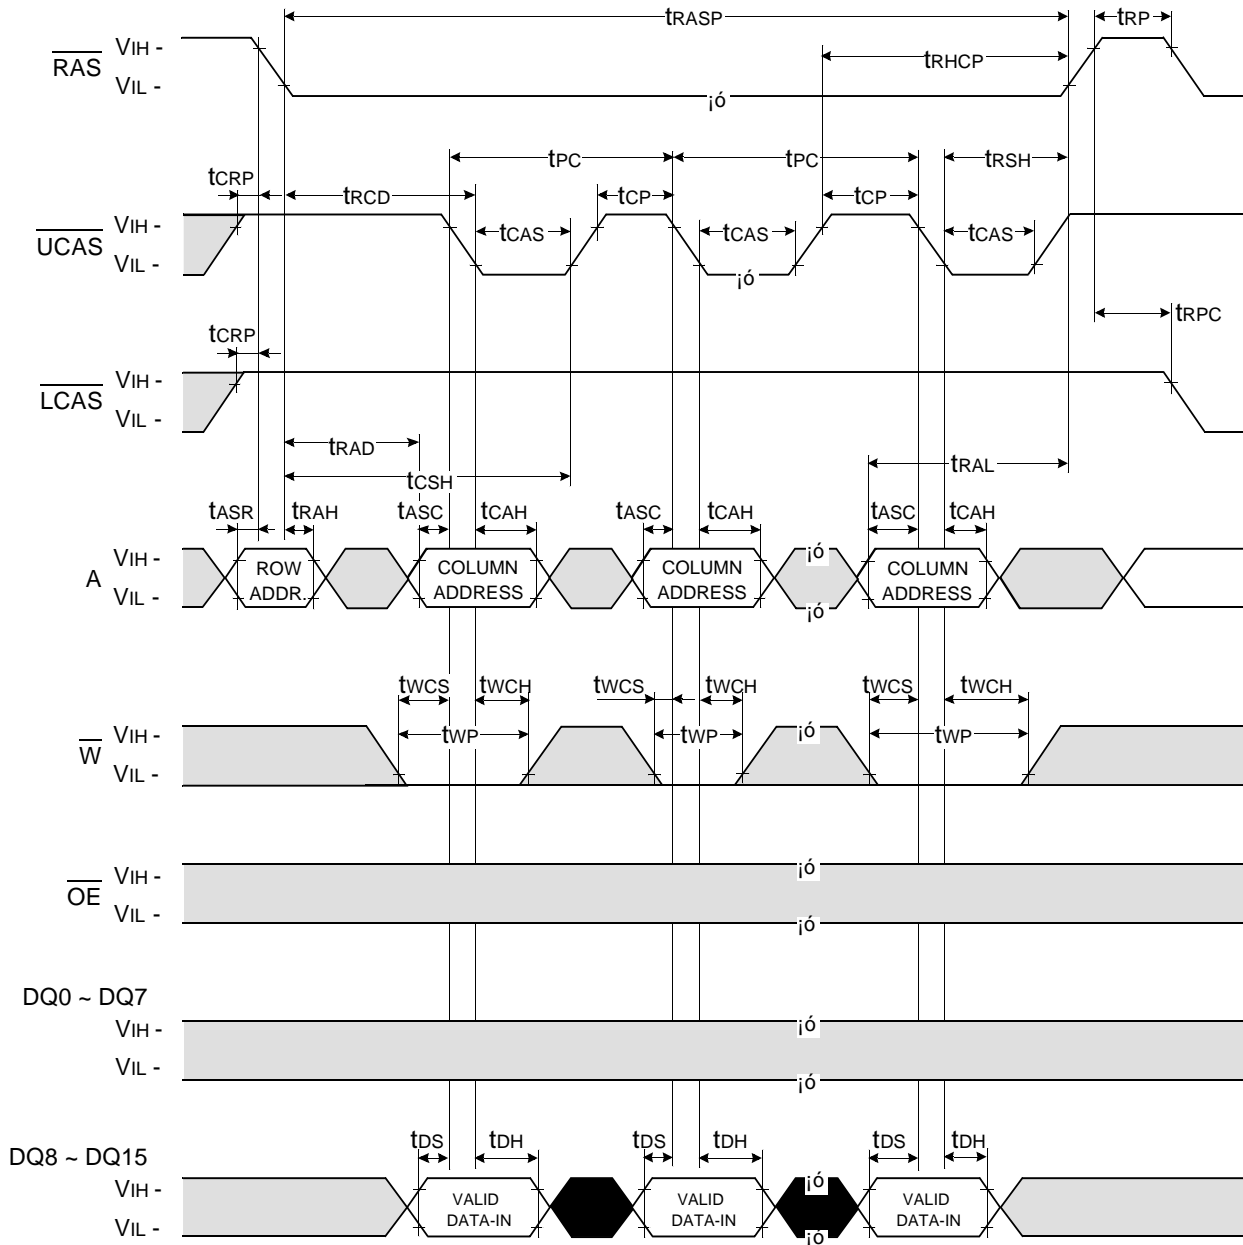 tRASP tRP
RAS VIH -
tRHCP
VIL -
¡ó
tPC tPC tRSH
tCRP tRCD tCP tCP
UCAS VIH -
tCAS tCAS tCAS
VIL -
¡ó
tCRP tRPC
LCAS VIH -
VIL -
tRAD tRAL
tCSH
tASR tRAH tASC tCAH tASC tCAH tASC tCAH
A VIH -
VIL -
ROW ADDR.
COLUMN ADDRESS
COLUMN ADDRESS
¡ó
¡ó
COLUMN ADDRESS
tWCS tWCH tWCS tWCH tWCS tWCH
W VIH -
tWP tWP ¡ó tWP
VIL -
OE VIH - ¡ó
VIL - ¡ó
DQ0 ~ DQ7
VIH - ¡ó
VIL - ¡ó
tDS tDH tDS tDH tDS tDH
DQ8 ~ DQ15
VIH -
VIL -
VALID DATA-IN
VALID DATA-IN
¡ó
¡ó
VALID DATA-IN